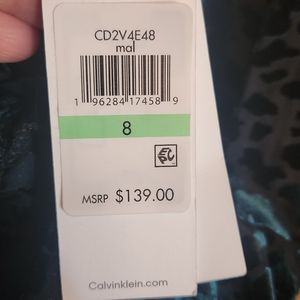 CD2V4E48
mal
1 96284 17458 9
8
MSRP $139.00
Calvinklein.com